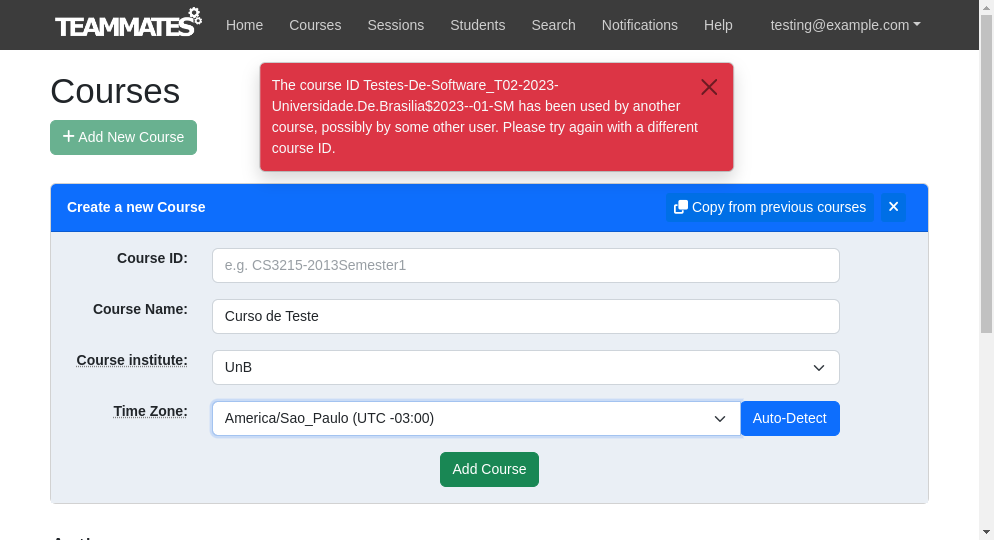 TEAMMATES Home Courses Sessions Students Search Notifications Help testing@example.com
Courses
Add New Course
The course ID Testes-De-Software_T02-2023-
Universidade.De.Brasilia$2023--01-SM has been used by another
course, possibly by some other user. Please try again with a different
course ID.
Create a new Course
Copy from previous courses
Course ID: e.g. CS3215-2013Semester1
Course Name: Curso de Teste
Course institute: UnB
Time Zone: America/Sao_Paulo (UTC -03:00) Auto-Detect
Add Course